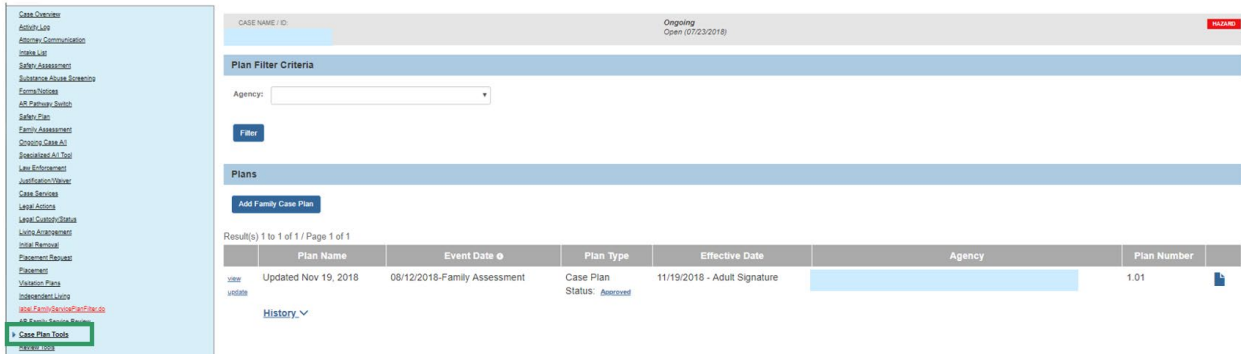 Case Overview
Activity Log
Attorney Communication
Intake List
Safety Assessment
Substance Abuse Screening
Forms/Notices
AR Pathway Switch
Safety Plan
Family Assessment
Ongoing Case A/I
Specialized A/I Tool
Law Enforcement
Justification/Waiver
Case Services
Legal Actions
Legal Custody/Status
Living Arrangement
Initial Removal
Placement Request
Placement
Visitation Plans
Independent Living
label.FamilyServicePlanFilter.do
AR Family Service Review
Case Plan Tools
Review Tools
CASE NAME / ID:
Ongoing
Open (07/23/2018)
HAZARD
Plan Filter Criteria
Agency:
Filter
Plans
Add Family Case Plan
Result(s) 1 to 1 of 1 / Page 1 of 1
Plan Name Event Date Plan Type Effective Date Agency Plan Number
view Updated Nov 19, 2018 08/12/2018-Family Assessment Case Plan 11/19/2018 - Adult Signature 1.01
update Status: Approved
History